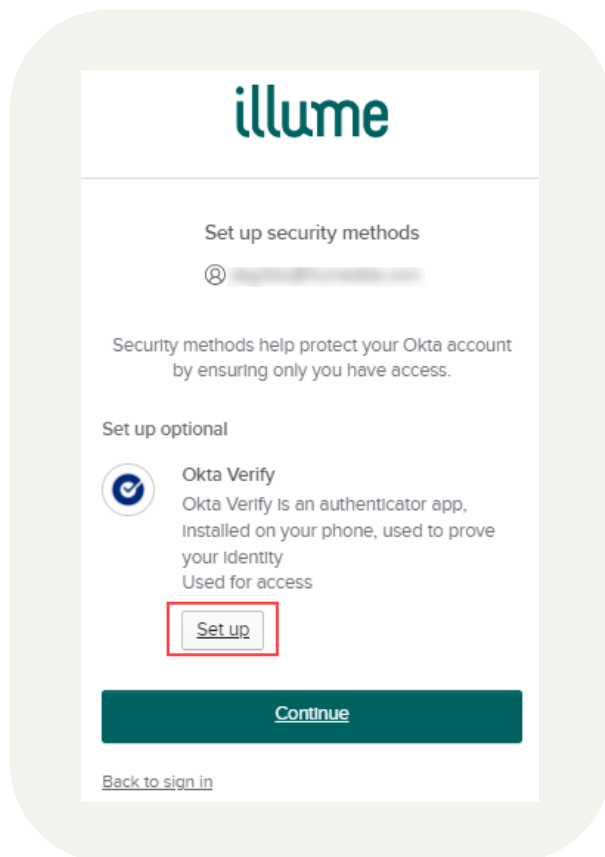 illume
Set up security methods
Security methods help protect your Okta account
by ensuring only you have access.
Set up optional
Okta Verify
Okta Verify is an authenticator app,
installed on your phone, used to prove
your identity
Used for access
Set up
Continue
Back to sign in